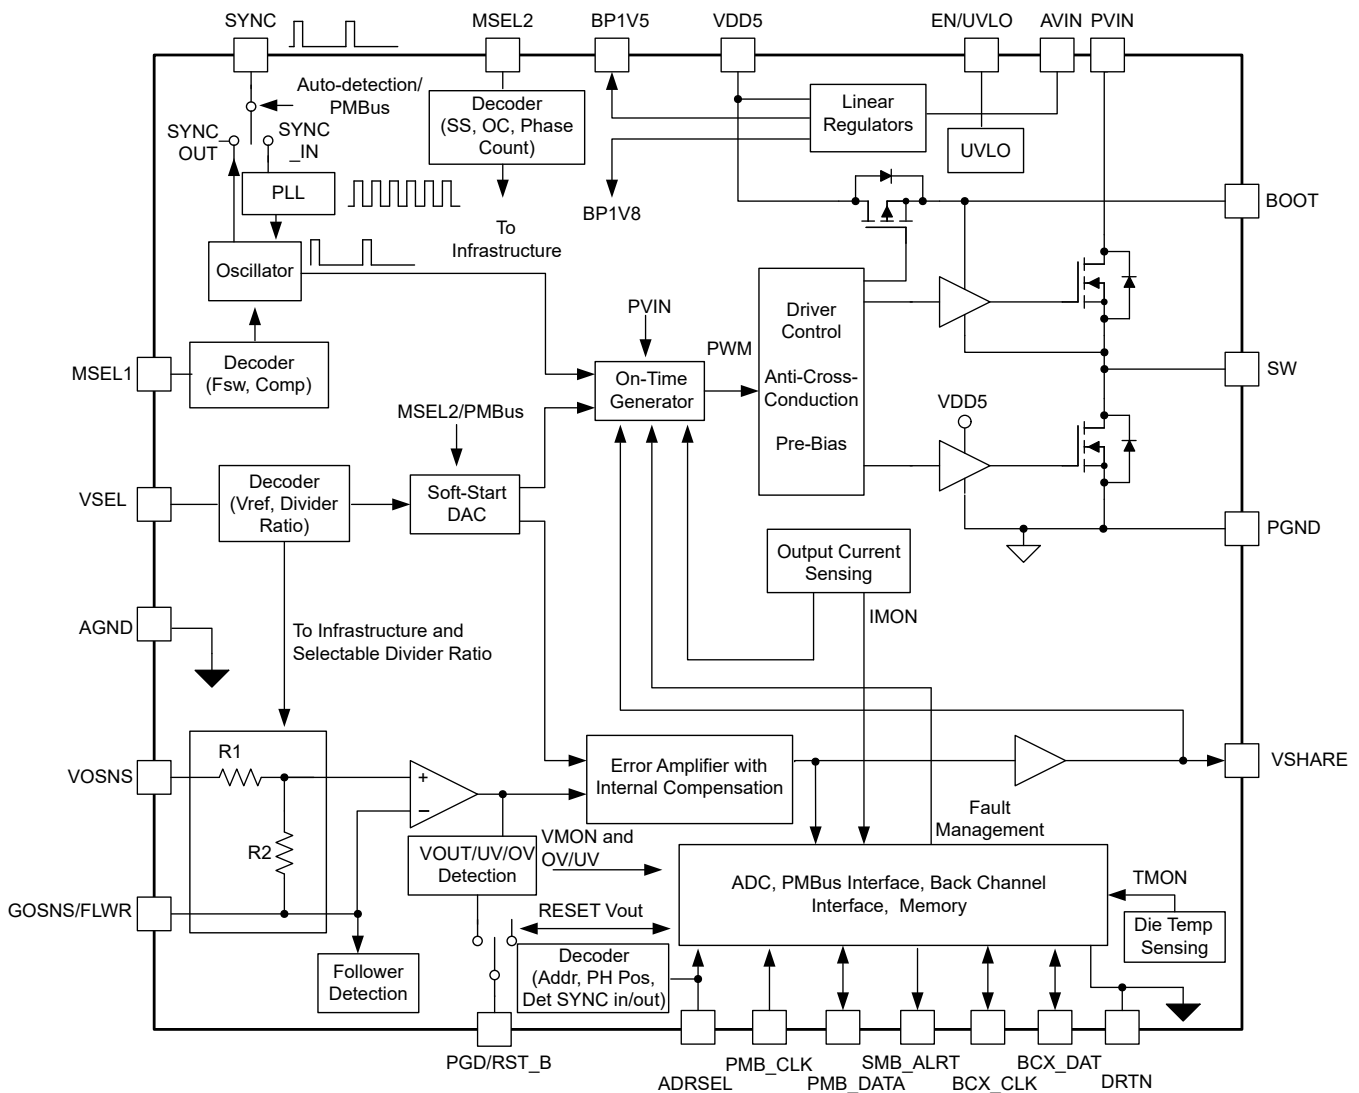 SYNC
MSEL2
BP1V5
VDD5
EN/UVLO
AVIN
PVIN
Auto-detection/
PMBus
SYNC
OUT
SYNC
_IN
PLL
Decoder
(SS, OC, Phase
Count)
Linear
Regulators
UVLO
BP1V8
To
Infrastructure
BOOT
Oscillator
PVIN
Driver
Control
Anti-Cross-
Conduction
Pre-Bias
PWM
MSEL1
Decoder
(Fsw, Comp)
On-Time
Generator
SW
MSEL2/PMBus
VDD5
VSEL
Decoder
(Vref, Divider
Ratio)
Soft-Start
DAC
PGND
Output Current
Sensing
IMON
AGND
To Infrastructure and
Selectable Divider Ratio
R1
VOSNS
+
−
Error Amplifier with
Internal Compensation
VSHARE
Fault
Management
R2
VOUT/UV/OV
Detection
VMON and
OV/UV
ADC, PMBus Interface, Back Channel
Interface, Memory
TMON
GOSNS/FLWR
RESET Vout
Die Temp
Sensing
Follower
Detection
Decoder
(Addr, PH Pos,
Det SYNC in/out)
PGD/RST_B
ADRSEL
PMB_CLK
PMB_DATA
SMB_ALRT
BCX_CLK
BCX_DAT
DRTN